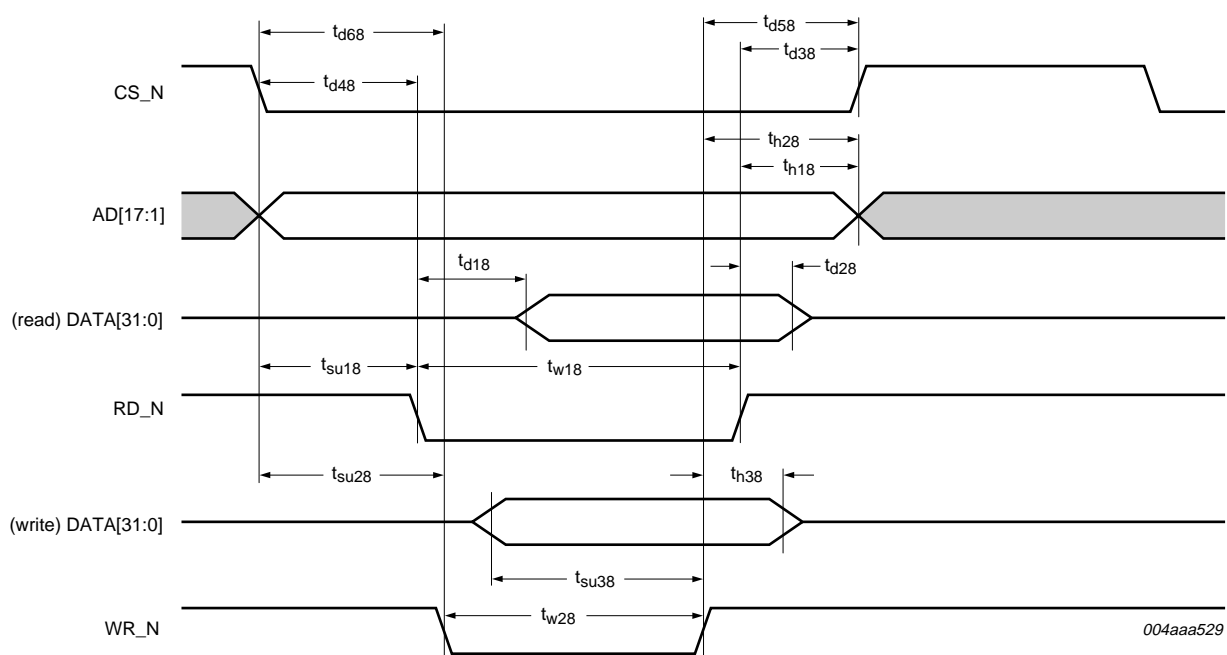 td58
td68
td38
td48
CS_N
th28
th18
AD[17:1]
td18
td28
(read) DATA[31:0]
tsu18
tw18
RD_N
tsu28
th38
(write) DATA[31:0]
tsu38
tw28
WR_N
004aaa529